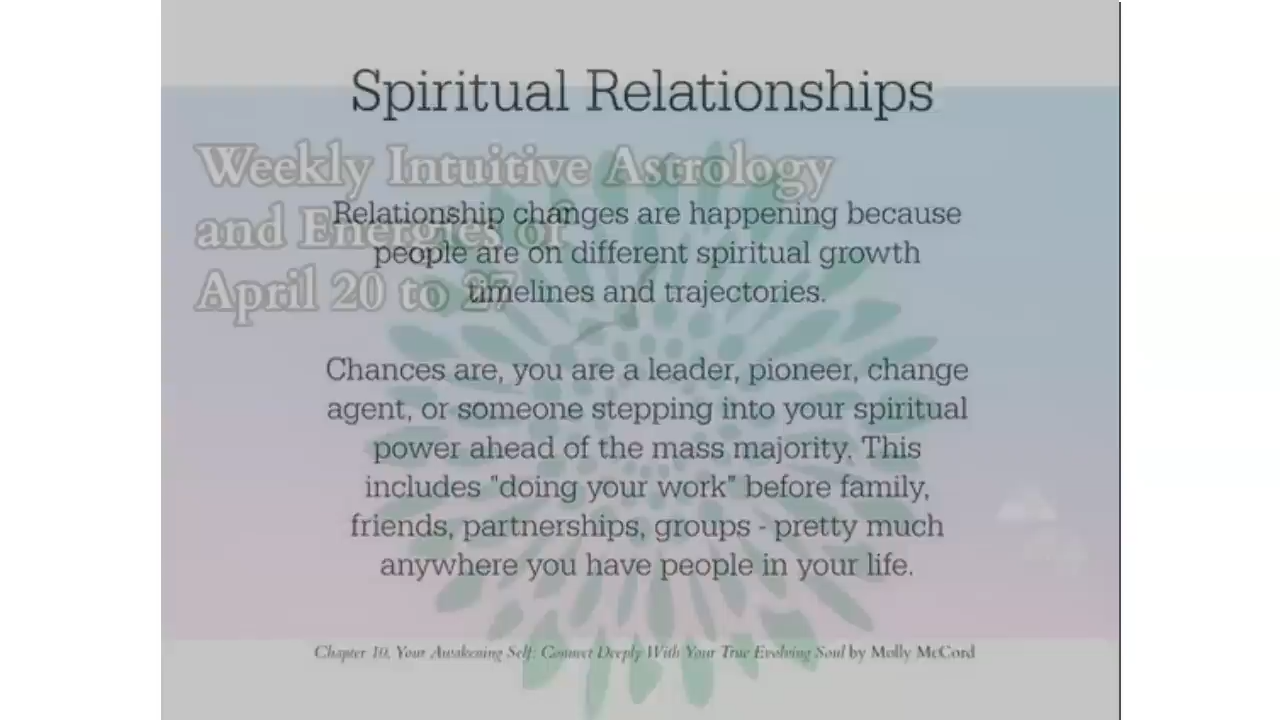 Spiritual Relationships
Weekly Intuitive Astrology
and Energies of
April 20 to 27
Relationship changes are happening because
people are on different spiritual growth
timelines and trajectories.
Chances are, you are a leader, pioneer, change
agent, or someone stepping into your spiritual
power ahead of the mass majority. This
includes "doing your work" before family,
friends, partnerships, groups - pretty much
anywhere you have people in your life.
Chapter 10, Your Awakening Self: Connect Deeply With Your True Evolving Soul by Molly McCord